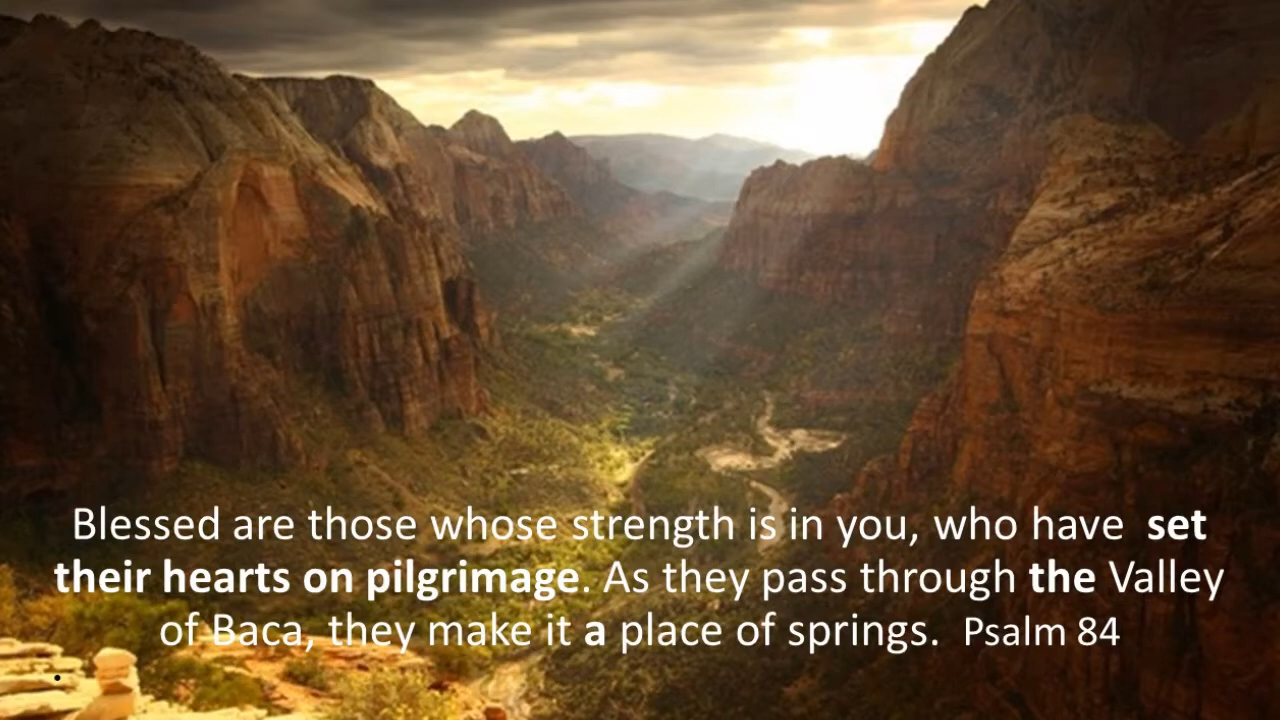 Blessed are those whose strength is in you, who have set
their hearts on pilgrimage. As they pass through the Valley
of Baca, they make it a place of springs. Psalm 84
.